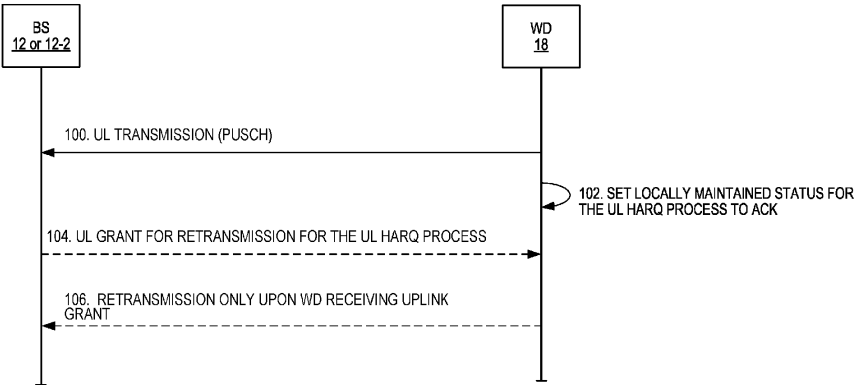 BS
12 or 12-2
WD
18
100. UL TRANSMISSION (PUSCH)
102. SET LOCALLY MAINTAINED STATUS FOR
THE UL HARQ PROCESS TO ACK
104. UL GRANT FOR RETRANSMISSION FOR THE UL HARQ PROCESS
106. RETRANSMISSION ONLY UPON WD RECEIVING UPLINK
GRANT